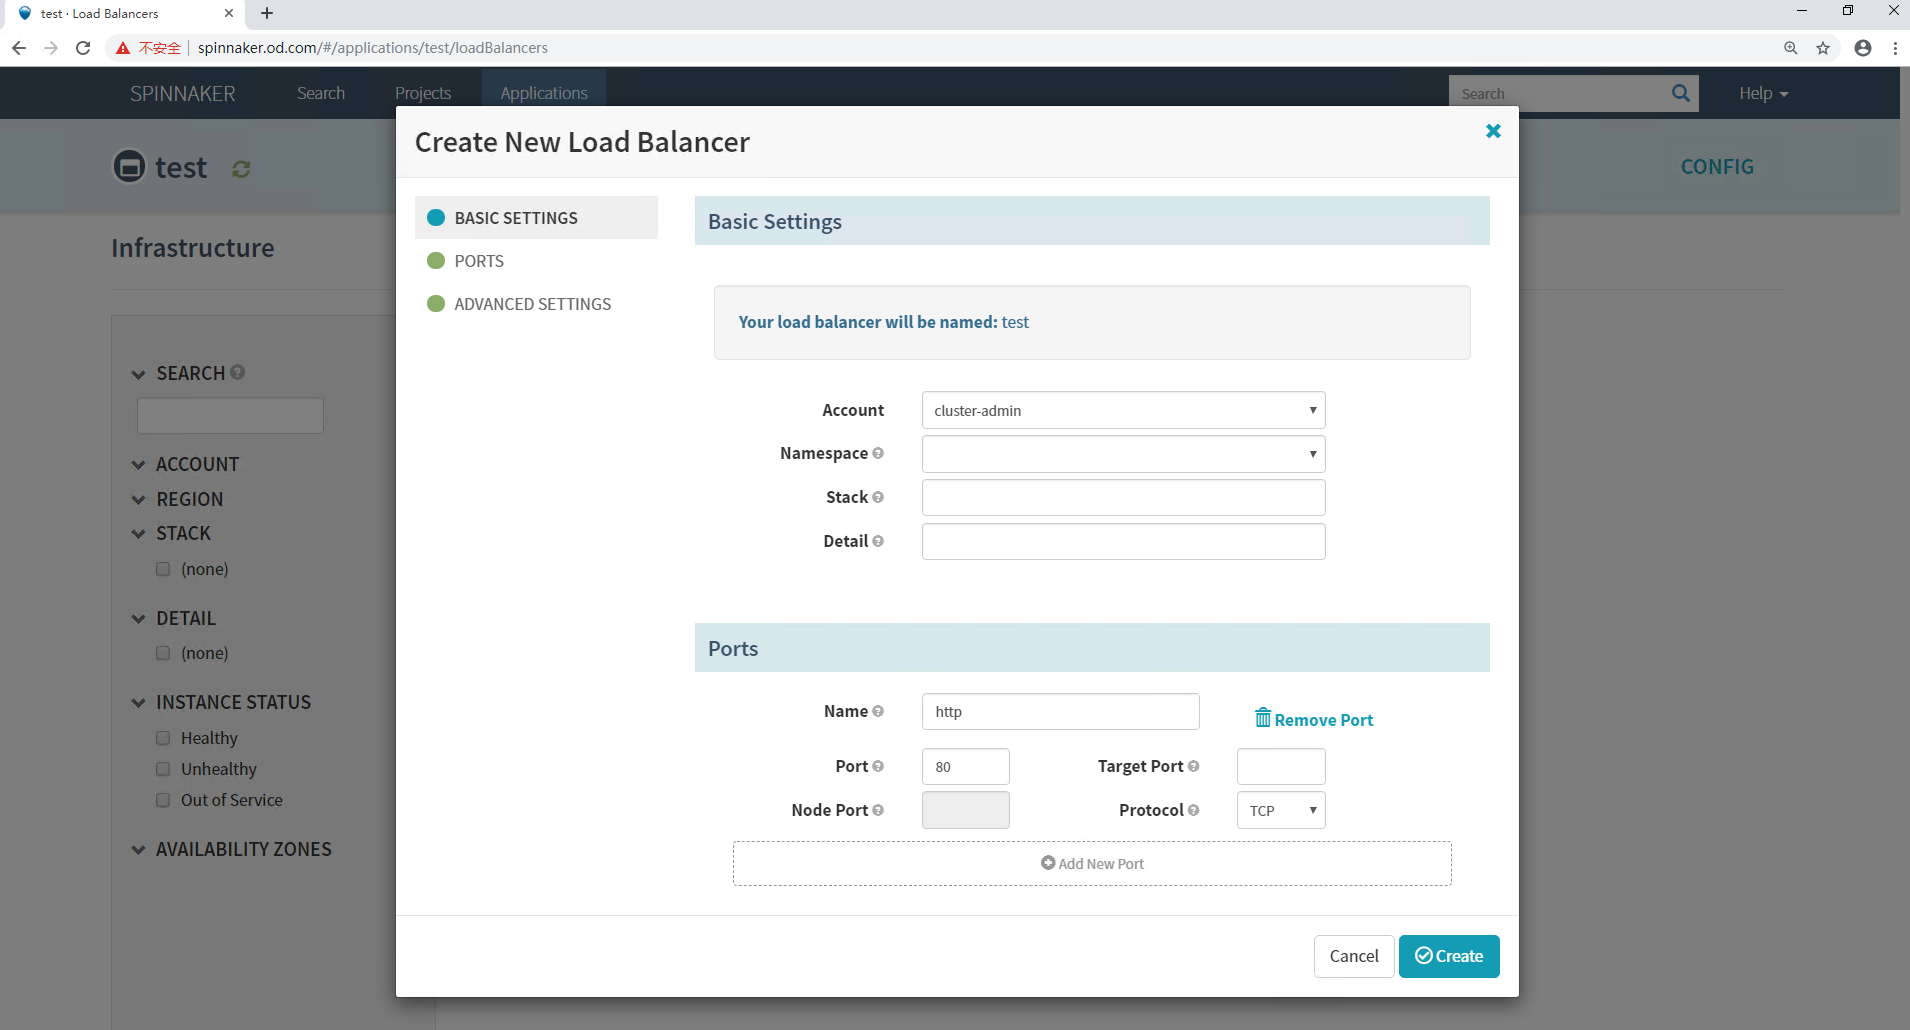 test · Load Balancers
不安全 spinnaker.od.com/#/applications/test/loadBalancers
SPINNAKER Search Projects Applications Search Help
Create New Load Balancer
test
CONFIG
Infrastructure
SEARCH
ACCOUNT
REGION
STACK
(none)
DETAIL
(none)
INSTANCE STATUS
Healthy
Unhealthy
Out of Service
AVAILABILITY ZONES
BASIC SETTINGS
PORTS
ADVANCED SETTINGS
Basic Settings
Your load balancer will be named: test
Account cluster-admin
Namespace
Stack
Detail
Ports
Name http Remove Port
Port 80 Target Port
Node Port Protocol TCP
Add New Port
Cancel Create